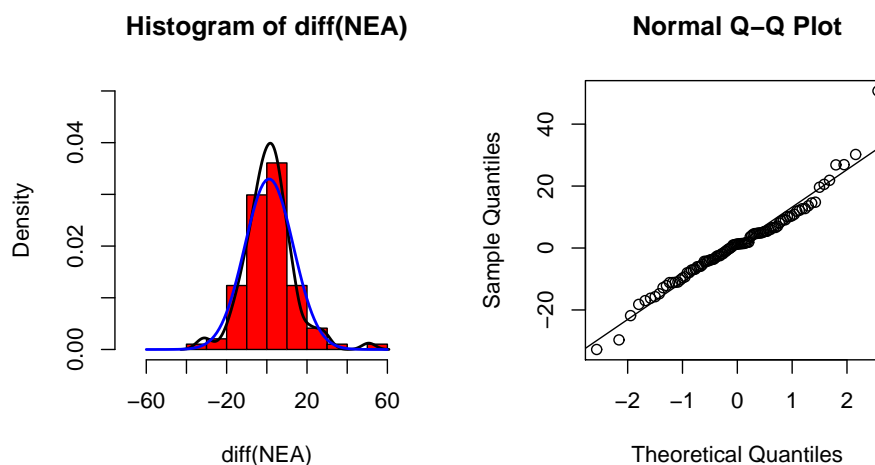 Histogram of diff(NEA)
Density
0.04
0.02
0.00
−60 −20 20 60
diff(NEA)
Normal Q−Q Plot
Sample Quantiles
40
20
0
−20
−2 −1 0 1 2
Theoretical Quantiles